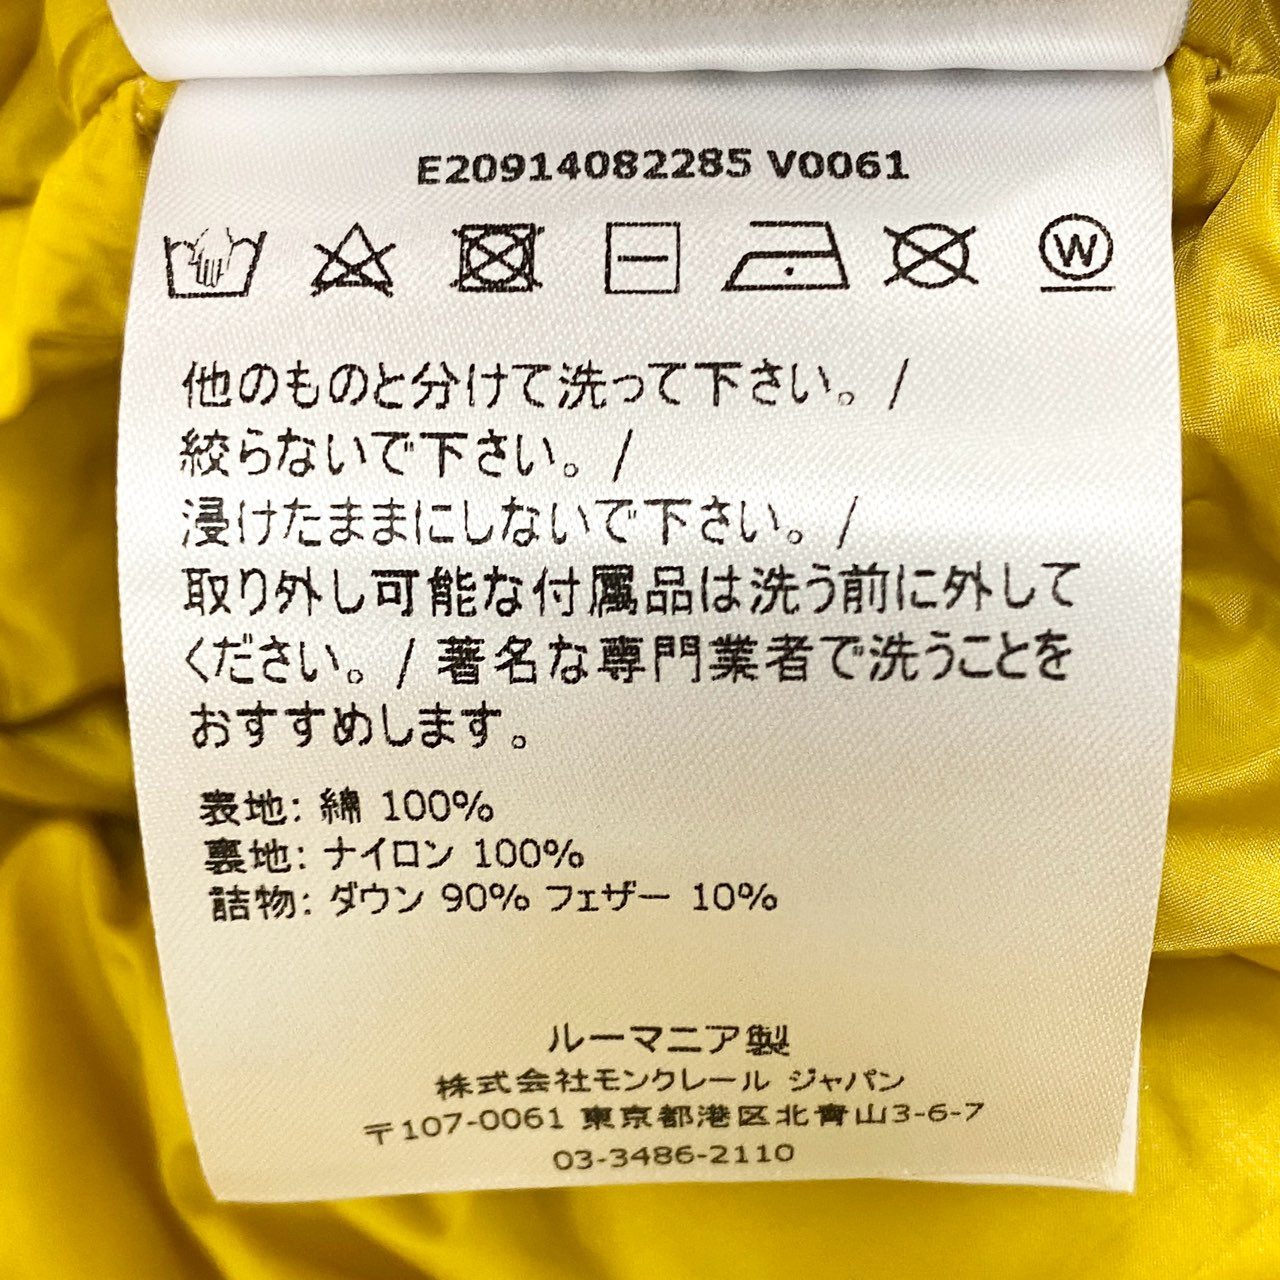 E20914082285 V0061
W
他のものと分けて洗って下さい。/
絞らないで下さい。/
浸けたままにしないで下さい。/
取り外し可能な付属品は洗う前に外して
ください。/ 著名な専門業者で洗うことを
おすすめします。
表地: 綿 100%
裏地: ナイロン 100%
詰物: ダウン 90% フェザー 10%
ルーマニア製
株式会社モンクレール ジャパン
〒107-0061 東京都港区北青山3-6-7
03-3486-2110